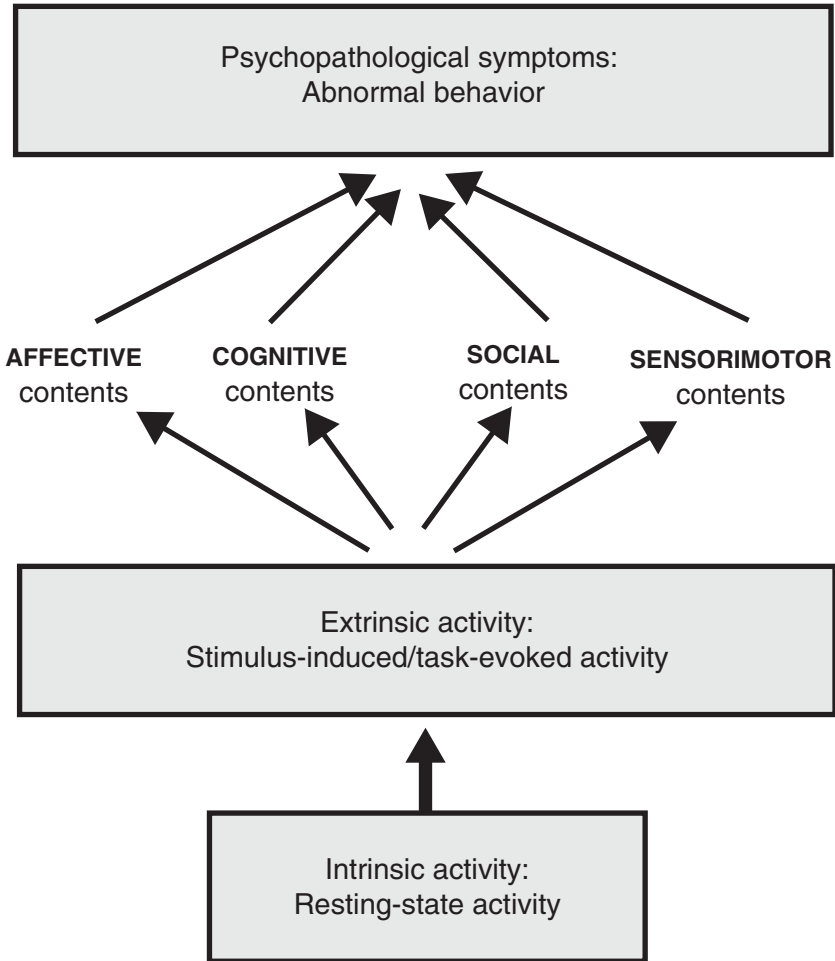 Psychopathological symptoms:
Abnormal behavior
AFFECTIVE
contents
COGNITIVE
contents
SOCIAL
contents
SENSORIMOTOR
contents
Extrinsic activity:
Stimulus-induced/task-evoked activity
Intrinsic activity:
Resting-state activity